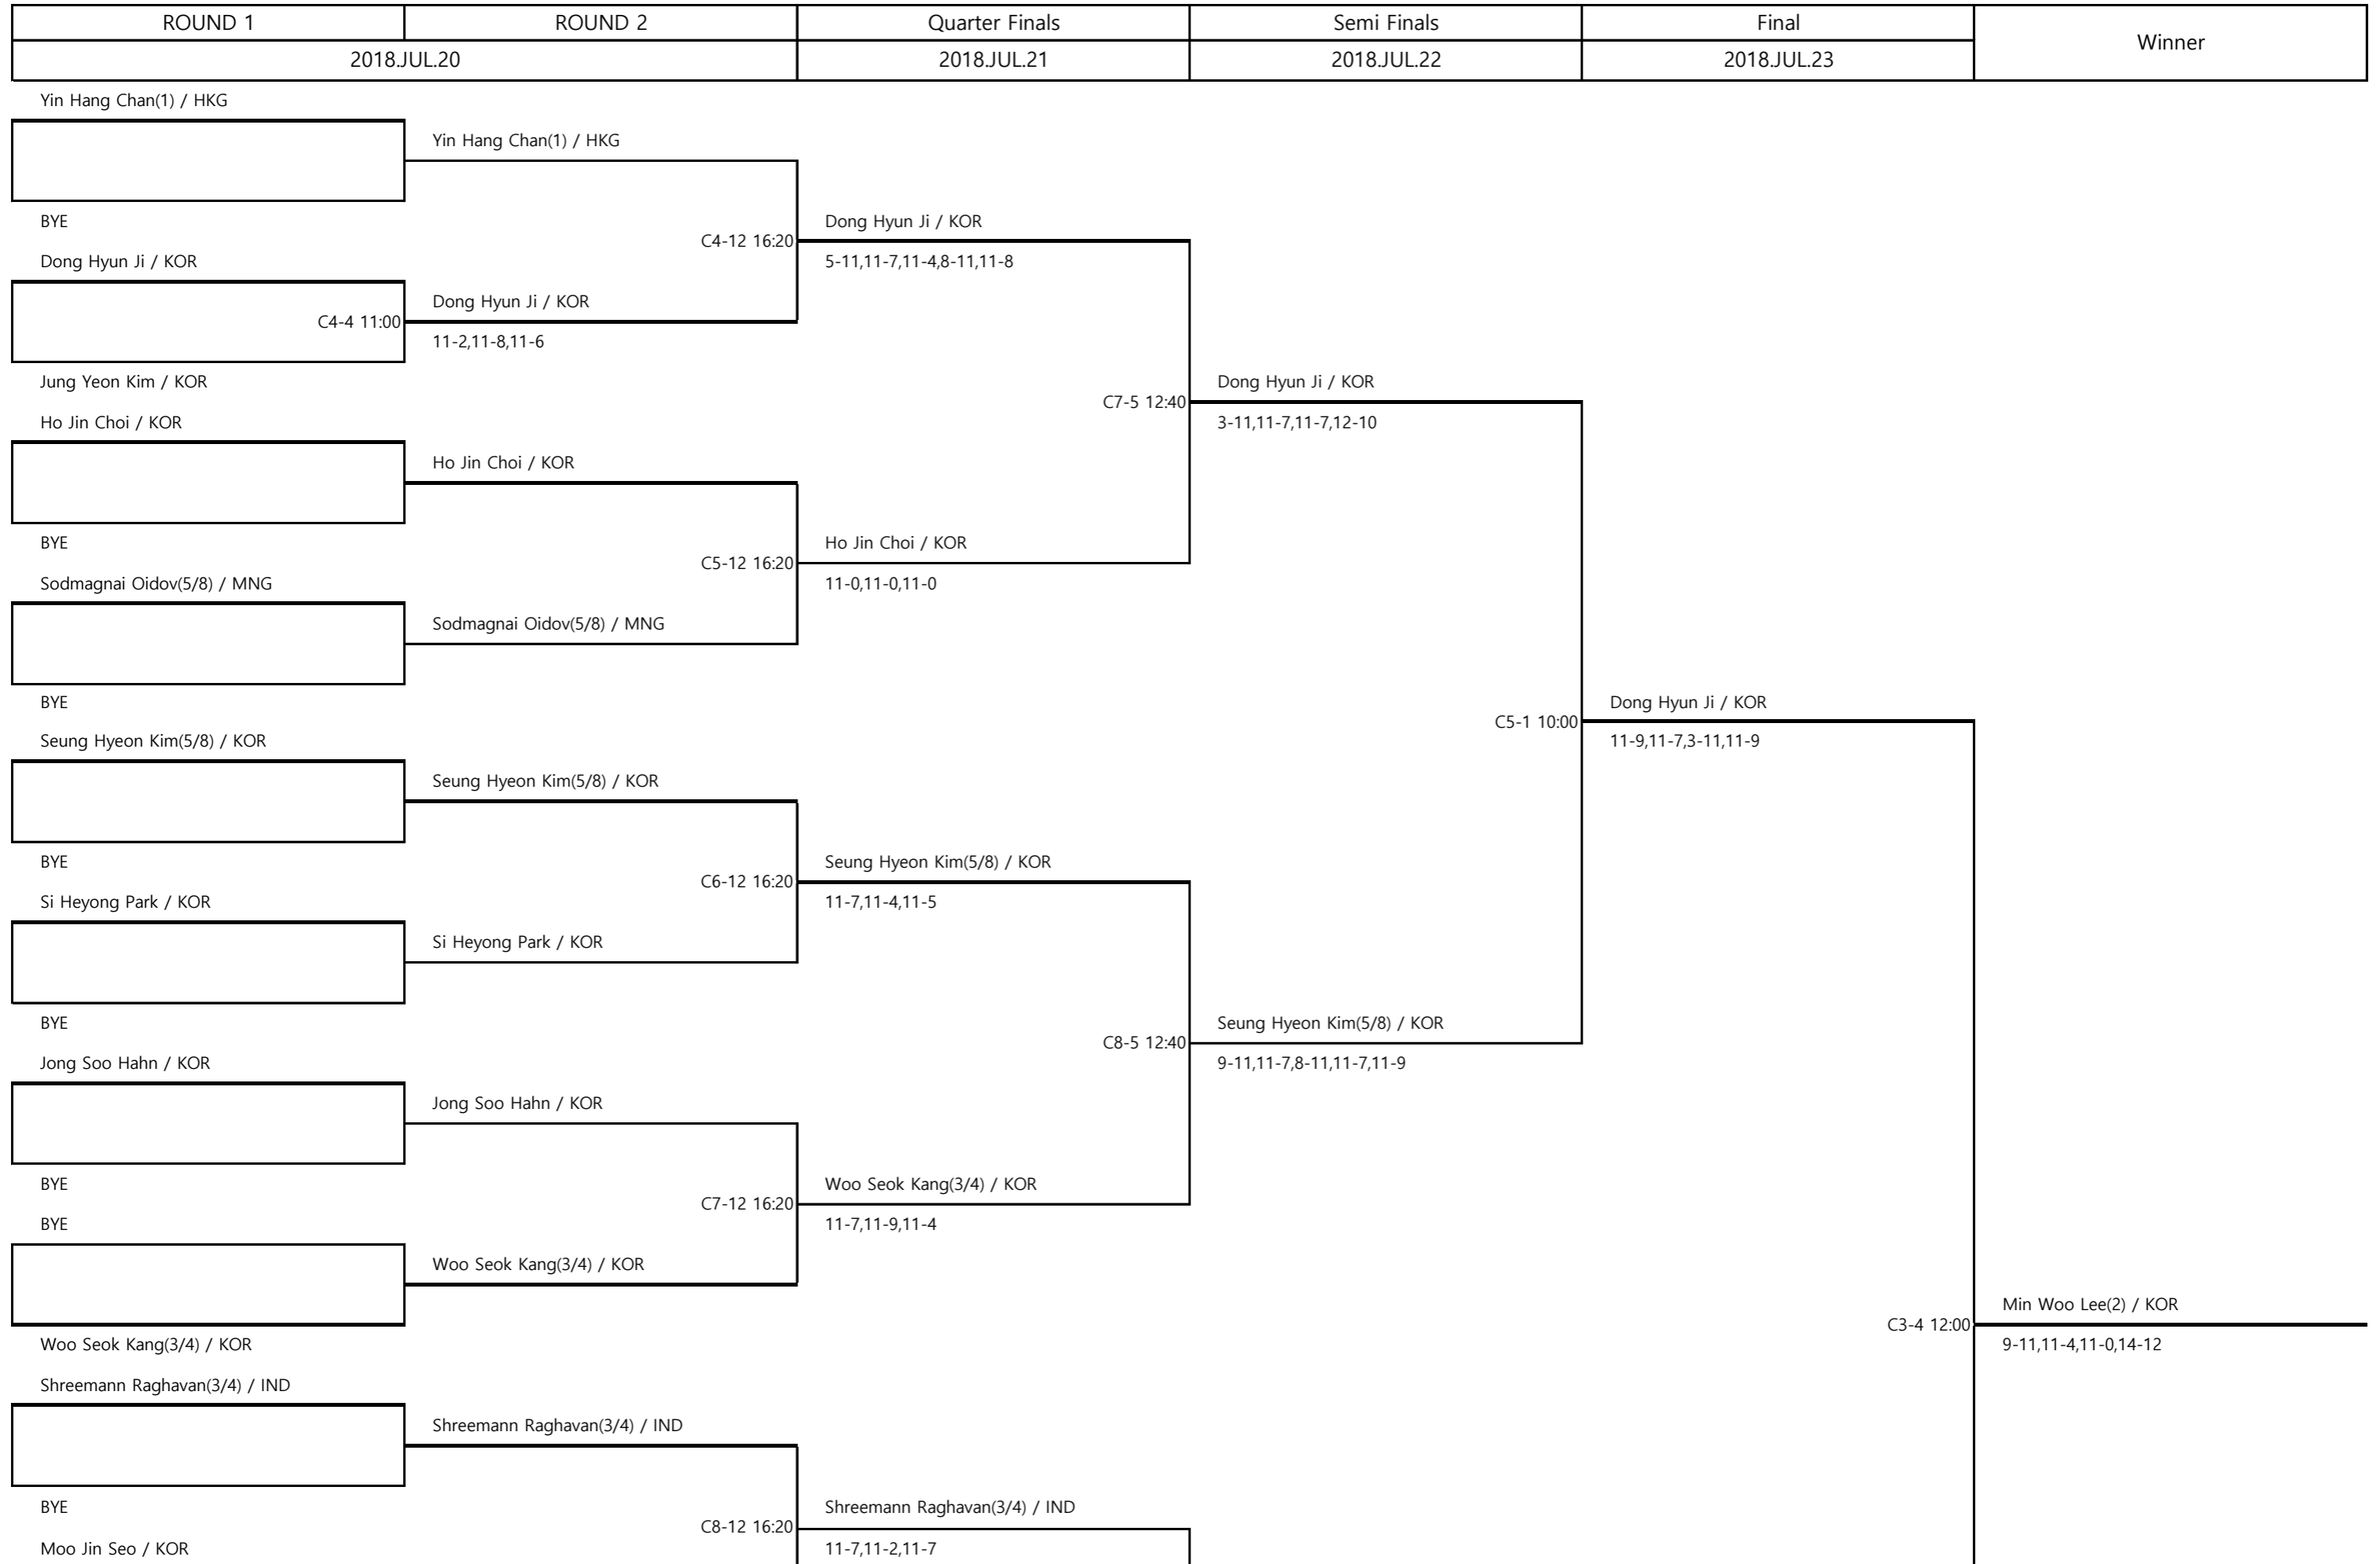 ROUND 1 ROUND 2 Quarter Finals Semi Finals Final Winner
2018.JUL.20 2018.JUL.21 2018.JUL.22 2018.JUL.23
Yin Hang Chan(1) / HKG
Yin Hang Chan(1) / HKG
BYE
Dong Hyun Ji / KOR
C4-12 16:20
Dong Hyun Ji / KOR
5-11,11-7,11-4,8-11,11-8
Dong Hyun Ji / KOR
C4-4 11:00
11-2,11-8,11-6
Jung Yeon Kim / KOR
Dong Hyun Ji / KOR
C7-5 12:40
Ho Jin Choi / KOR
3-11,11-7,11-7,12-10
Ho Jin Choi / KOR
BYE
Ho Jin Choi / KOR
C5-12 16:20
Sodmagnai Oidov(5/8) / MNG
11-0,11-0,11-0
Sodmagnai Oidov(5/8) / MNG
BYE
Dong Hyun Ji / KOR
C5-1 10:00
Seung Hyeon Kim(5/8) / KOR
11-9,11-7,3-11,11-9
Seung Hyeon Kim(5/8) / KOR
BYE
Seung Hyeon Kim(5/8) / KOR
C6-12 16:20
Si Heyong Park / KOR
11-7,11-4,11-5
Si Heyong Park / KOR
BYE
Seung Hyeon Kim(5/8) / KOR
C8-5 12:40
Jong Soo Hahn / KOR
9-11,11-7,8-11,11-7,11-9
Jong Soo Hahn / KOR
BYE
Woo Seok Kang(3/4) / KOR
C7-12 16:20
BYE
11-7,11-9,11-4
Woo Seok Kang(3/4) / KOR
Min Woo Lee(2) / KOR
C3-4 12:00
Woo Seok Kang(3/4) / KOR
9-11,11-4,11-0,14-12
Shreemann Raghavan(3/4) / IND
Shreemann Raghavan(3/4) / IND
BYE
Shreemann Raghavan(3/4) / IND
C8-12 16:20
Moo Jin Seo / KOR
11-7,11-2,11-7